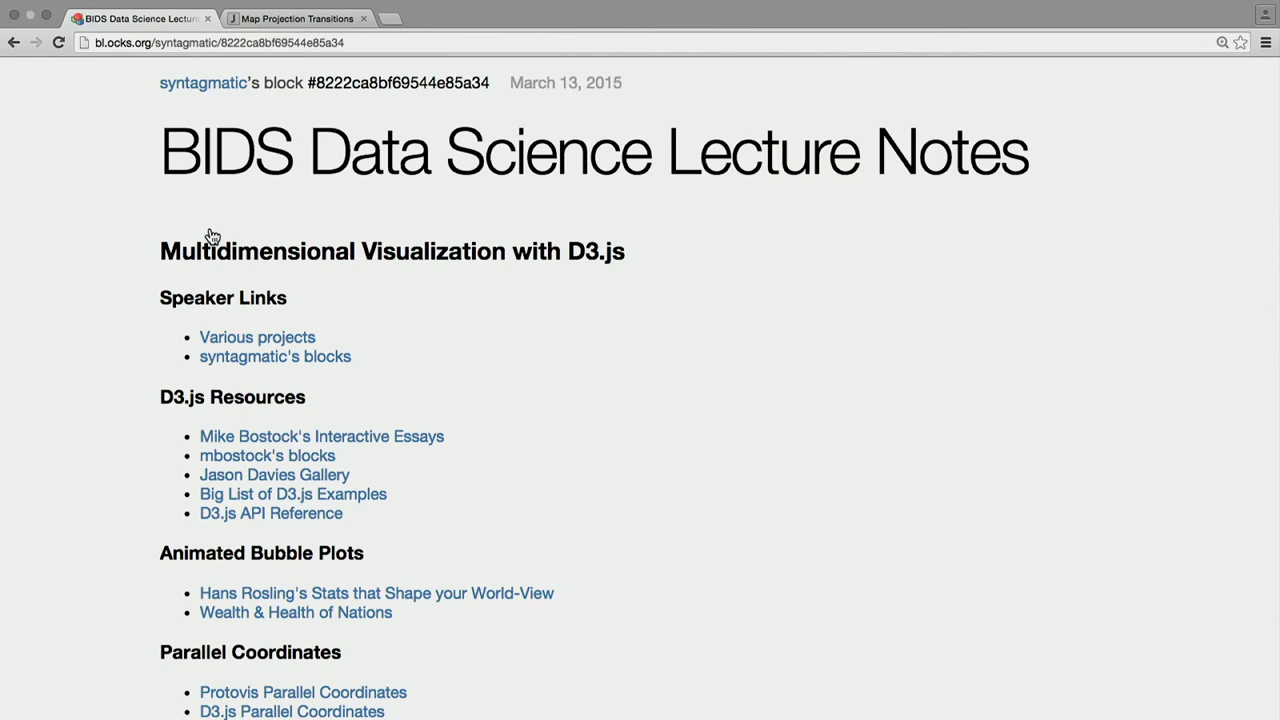 BIDS Data Science Lecture
Map Projection Transitions
bl.ocks.org/syntagmatic/8222ca8bf69544e85a34
syntagmatic's block #8222ca8bf69544e85a34 March 13, 2015
BIDS Data Science Lecture Notes
Multidimensional Visualization with D3.js
Speaker Links
• Various projects
• syntagmatic's blocks
D3.js Resources
• Mike Bostock's Interactive Essays
• mbostock's blocks
• Jason Davies Gallery
• Big List of D3.js Examples
• D3.js API Reference
Animated Bubble Plots
• Hans Rosling's Stats that Shape your World-View
• Wealth & Health of Nations
Parallel Coordinates
• Protovis Parallel Coordinates
• D3.js Parallel Coordinates